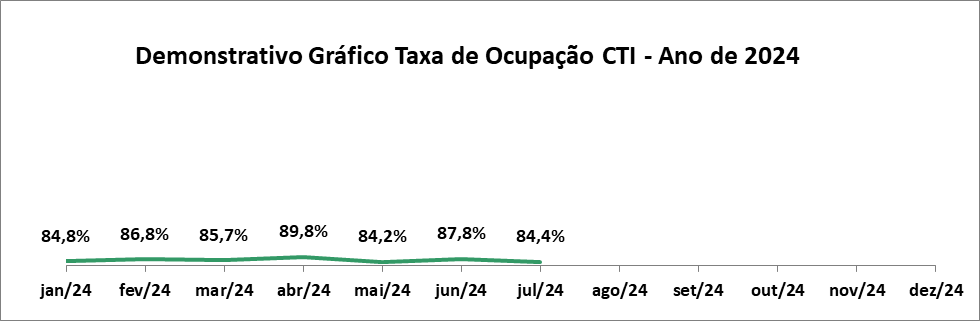 Demonstrativo Gráfico Taxa de Ocupação CTI - Ano de 2024
84,8% 86,8% 85,7% 89,8% 84,2% 87,8% 84,4%
jan/24 fev/24 mar/24 abr/24 mai/24 jun/24 jul/24 ago/24 set/24 out/24 nov/24 dez/24